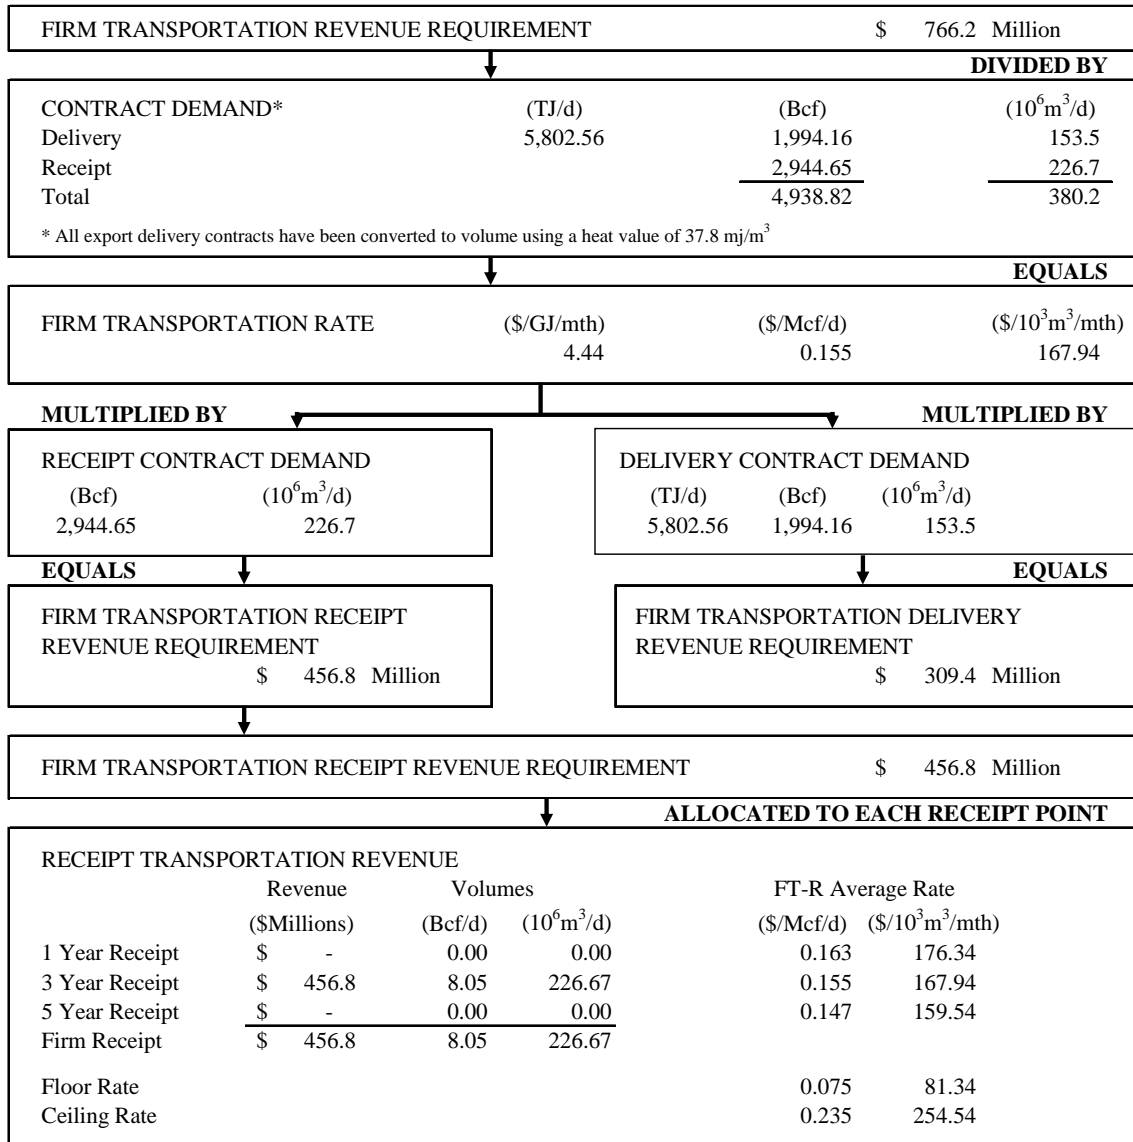 FIRM TRANSPORTATION REVENUE REQUIREMENT $ 766.2 Million
DIVIDED BY
CONTRACT DEMAND* (TJ/d) (Bcf) (10⁶m³/d)
Delivery 5,802.56 1,994.16 153.5
Receipt 2,944.65 226.7
Total 4,938.82 380.2
* All export delivery contracts have been converted to volume using a heat value of 37.8 mj/m³
EQUALS
FIRM TRANSPORTATION RATE ($/GJ/mth) ($/Mcf/d) ($/10³m³/mth)
4.44 0.155 167.94
MULTIPLIED BY MULTIPLIED BY
RECEIPT CONTRACT DEMAND
(Bcf) (10⁶m³/d)
2,944.65 226.7
DELIVERY CONTRACT DEMAND
(TJ/d) (Bcf) (10⁶m³/d)
5,802.56 1,994.16 153.5
EQUALS EQUALS
FIRM TRANSPORTATION RECEIPT
REVENUE REQUIREMENT
$ 456.8 Million
FIRM TRANSPORTATION DELIVERY
REVENUE REQUIREMENT
$ 309.4 Million
FIRM TRANSPORTATION RECEIPT REVENUE REQUIREMENT $ 456.8 Million
ALLOCATED TO EACH RECEIPT POINT
RECEIPT TRANSPORTATION REVENUE
Revenue Volumes FT-R Average Rate
($Millions) (Bcf/d) (10⁶m³/d) ($/Mcf/d) ($/10³m³/mth)
1 Year Receipt $ - 0.00 0.00 0.163 176.34
3 Year Receipt $ 456.8 8.05 226.67 0.155 167.94
5 Year Receipt $ - 0.00 0.00 0.147 159.54
Firm Receipt $ 456.8 8.05 226.67
Floor Rate 0.075 81.34
Ceiling Rate 0.235 254.54